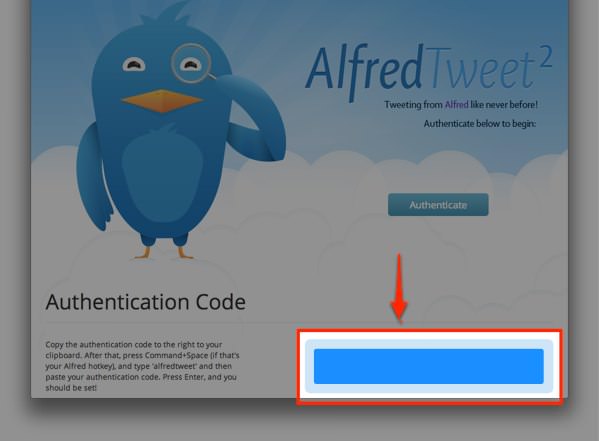 AlfredTweet2
Tweeting from Alfred like never before!
Authenticate below to begin:
Authenticate
Authentication Code
Copy the authentication code to the right to your
clipboard. After that, press Command+Space (if that's
your Alfred hotkey), and type 'alfredtweet' and then
paste your authentication code. Press Enter, and you
should be set!